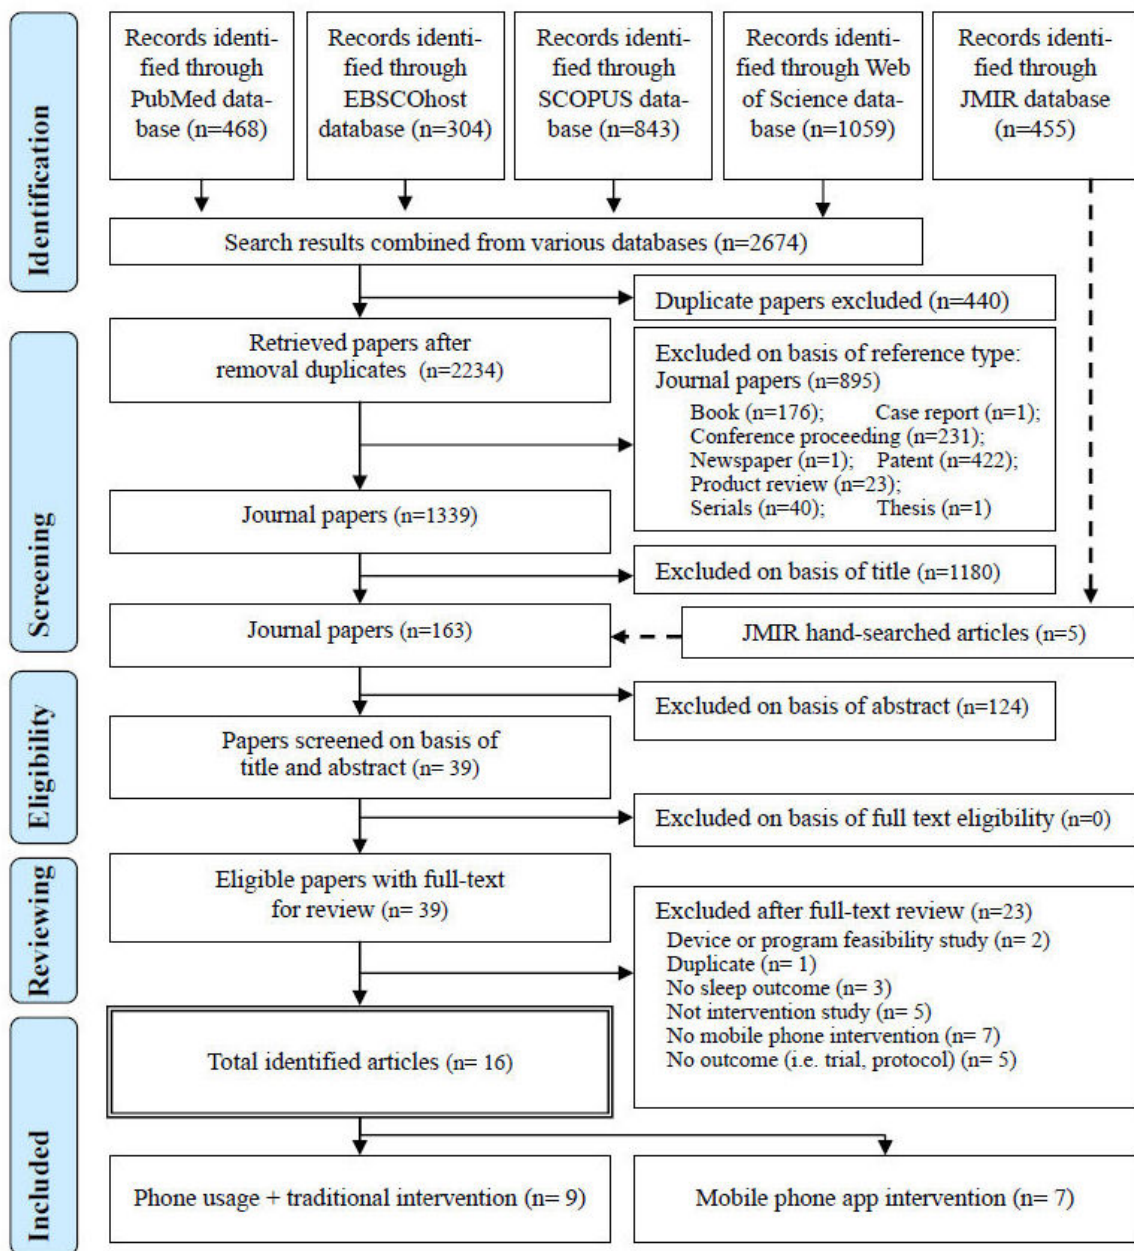 Identification
Records identi-
fied through
PubMed data-
base (n=468)
Records identi-
fied through
EBSCOhost
database (n=304)
Records identi-
fied through
SCOPUS data-
base (n=843)
Records identi-
fied through Web
of Science data-
base (n=1059)
Records identi-
fied through
JMIR database
(n=455)
Search results combined from various databases (n=2674)
Duplicate papers excluded (n=440)
Screening
Retrieved papers after
removal duplicates (n=2234)
Excluded on basis of reference type:
Journal papers (n=895)
Book (n=176); Case report (n=1);
Conference proceeding (n=231);
Newspaper (n=1); Patent (n=422);
Product review (n=23);
Serials (n=40); Thesis (n=1)
Journal papers (n=1339)
Excluded on basis of title (n=1180)
Journal papers (n=163)
JMIR hand-searched articles (n=5)
Eligibility
Excluded on basis of abstract (n=124)
Papers screened on basis of
title and abstract (n= 39)
Excluded on basis of full text eligibility (n=0)
Reviewing
Eligible papers with full-text
for review (n= 39)
Excluded after full-text review (n=23)
Device or program feasibility study (n= 2)
Duplicate (n= 1)
No sleep outcome (n= 3)
Not intervention study (n= 5)
No mobile phone intervention (n= 7)
No outcome (i.e. trial, protocol) (n= 5)
Included
Total identified articles (n= 16)
Phone usage + traditional intervention (n= 9)
Mobile phone app intervention (n= 7)